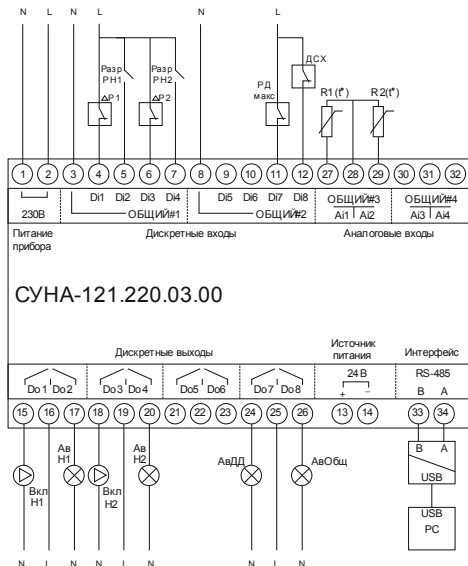 N L N L N L
ДСХ
Разр РН1 Разр РН2 РД макс R1(t°) R2(t°)
ΔP1 ΔP2
1 2 3 4 5 6 7 8 9 10 11 12 27 28 29 30 31 32
Di1 Di2 Di3 Di4 Di5 Di6 Di7 Di8 ОБЩИЙ#3 ОБЩИЙ#4
230В ОБЩИЙ#1 ОБЩИЙ#2 Ai1 Ai2 Ai3 Ai4
Питание прибора Дискретные входы Аналоговые входы
СУНА-121.220.03.00
Дискретные выходы Источник питания Интерфейс
Do1 Do2 Do3 Do4 Do5 Do6 Do7 Do8 24В RS-485
+ − B A
15 16 17 18 19 20 21 22 23 24 25 26 13 14 33 34
Вкл Н1 Ав Н1 Вкл Н2 Ав Н2 АвДД АвОбщ
B A
USB
USB
PC
N L N N L N N L N